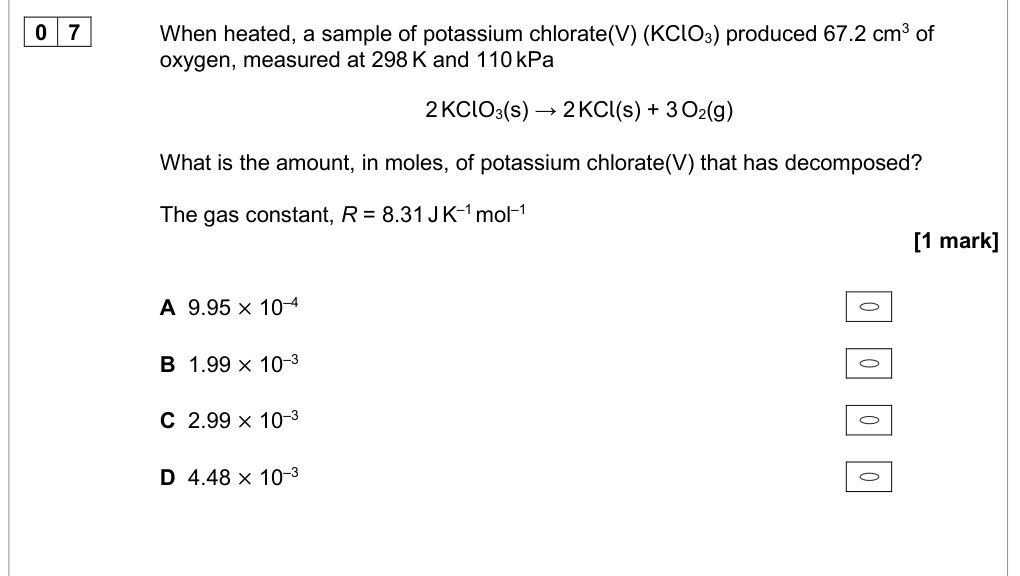 0 7
When heated, a sample of potassium chlorate(V) (KClO₃) produced 67.2 cm³ of
oxygen, measured at 298 K and 110 kPa
2 KClO₃(s) → 2 KCl(s) + 3 O₂(g)
What is the amount, in moles, of potassium chlorate(V) that has decomposed?
The gas constant, R = 8.31 J K⁻¹ mol⁻¹
[1 mark]
A 9.95 × 10⁻⁴
B 1.99 × 10⁻³
C 2.99 × 10⁻³
D 4.48 × 10⁻³